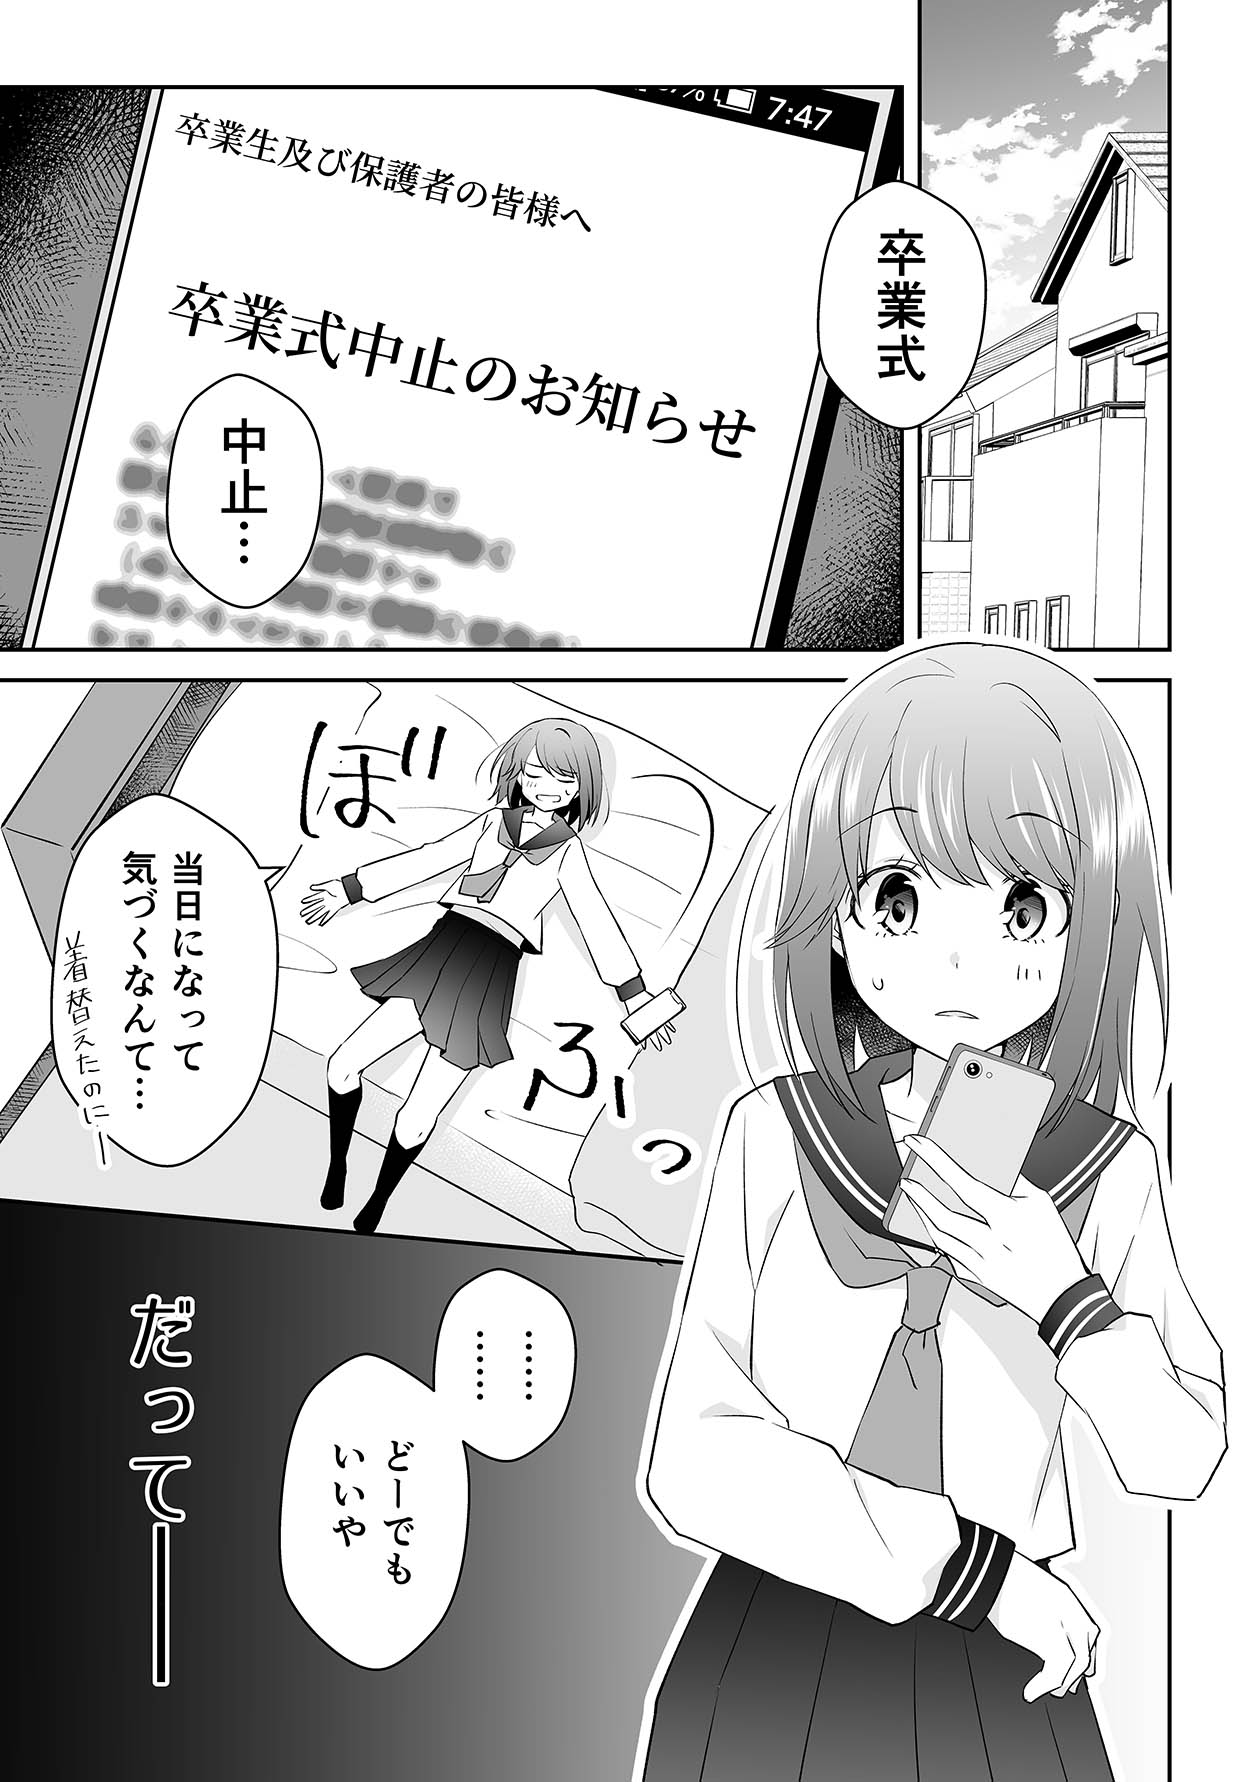 卒業式
7:47
卒業生及び保護者の皆様へ
卒業式中止のお知らせ
中止…
ぼ
ふっ
当日になって
気づくなんて…
着替えたのにー
……
……
どーでも
いいや
だって――